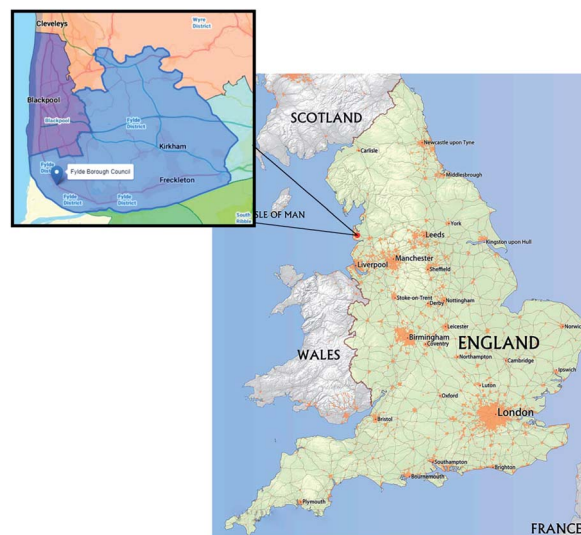 Cleveleys
Wyre
District
Blackpool
Blackpool
Fylde
District
Kirkham
Fylde
Fylde Borough Council
Freckleton
Fylde
District
Fylde
District
South
Ribble
SCOTLAND
Carlisle
Newcastle upon Tyne
Middlesbrough
ISLE OF MAN
York
Leeds
Kingston upon Hull
Manchester
Liverpool
Sheffield
Stoke-on-Trent
Derby
Nottingham
Leicester
Norwic
Birmingham
Coventry
ENGLAND
WALES
Northampton
Cambridge
Ipswich
Luton
Oxford
London
Bristol
Southampton
Brighton
Bournemouth
Plymouth
FRANCE